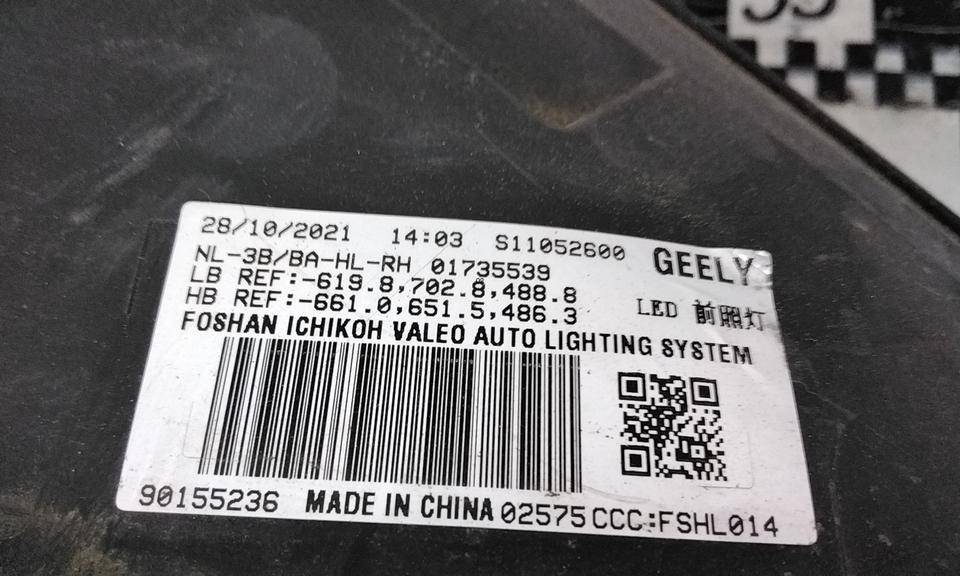 28/10/2021 14:03 S11052600 GEELY
NL-3B/BA-HL-RH 01735539
LB REF:-619.8,702.8,488.8
HB REF:-661.0,651.5,486.3 LED 前照灯
FOSHAN ICHIKOH VALEO AUTO LIGHTING SYSTEM
90155236 MADE IN CHINA 02575 CCC:FSHL014